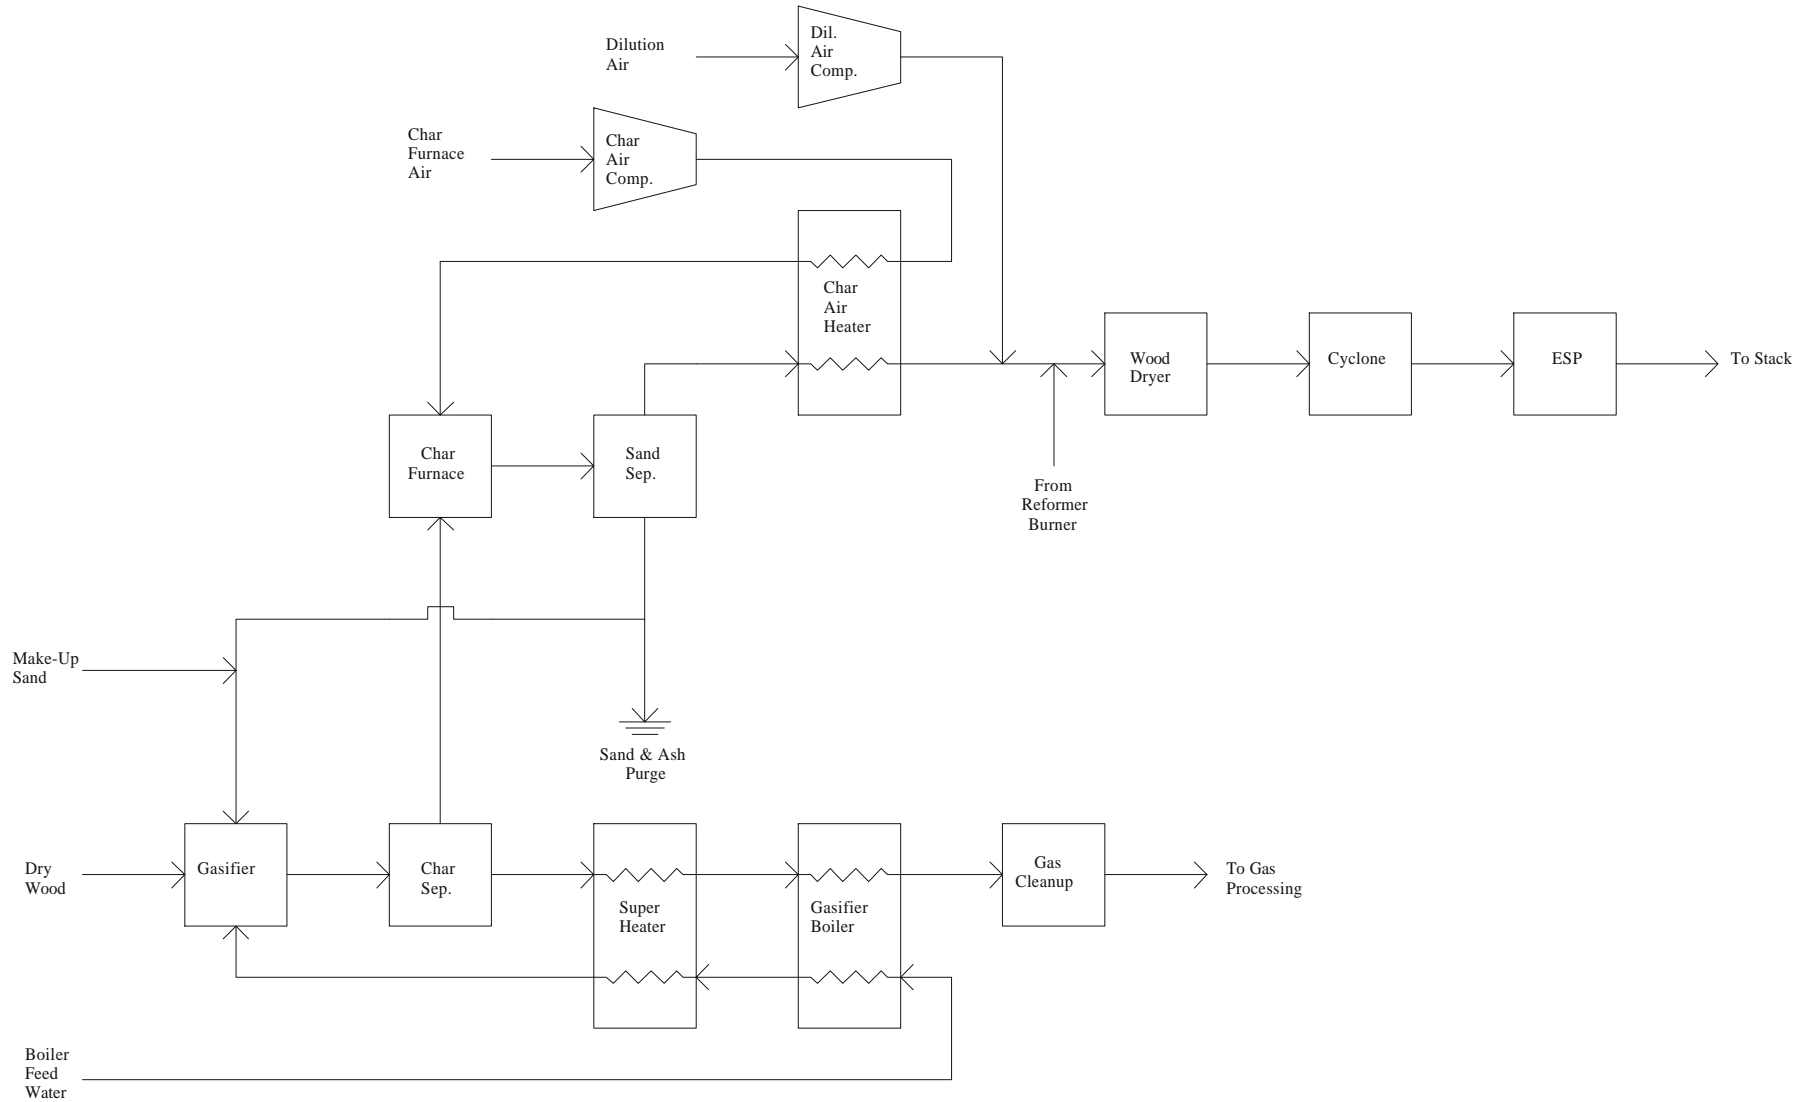 Dilution
Air
Dil.
Air
Comp.
Char
Furnace
Air
Char
Air
Comp.
Char
Air
Heater
Wood
Dryer
Cyclone
ESP
To Stack
Char
Furnace
Sand
Sep.
From
Reformer
Burner
Make-Up
Sand
Sand & Ash
Purge
Dry
Wood
Gasifier
Char
Sep.
Super
Heater
Gasifier
Boiler
Gas
Cleanup
To Gas
Processing
Boiler
Feed
Water